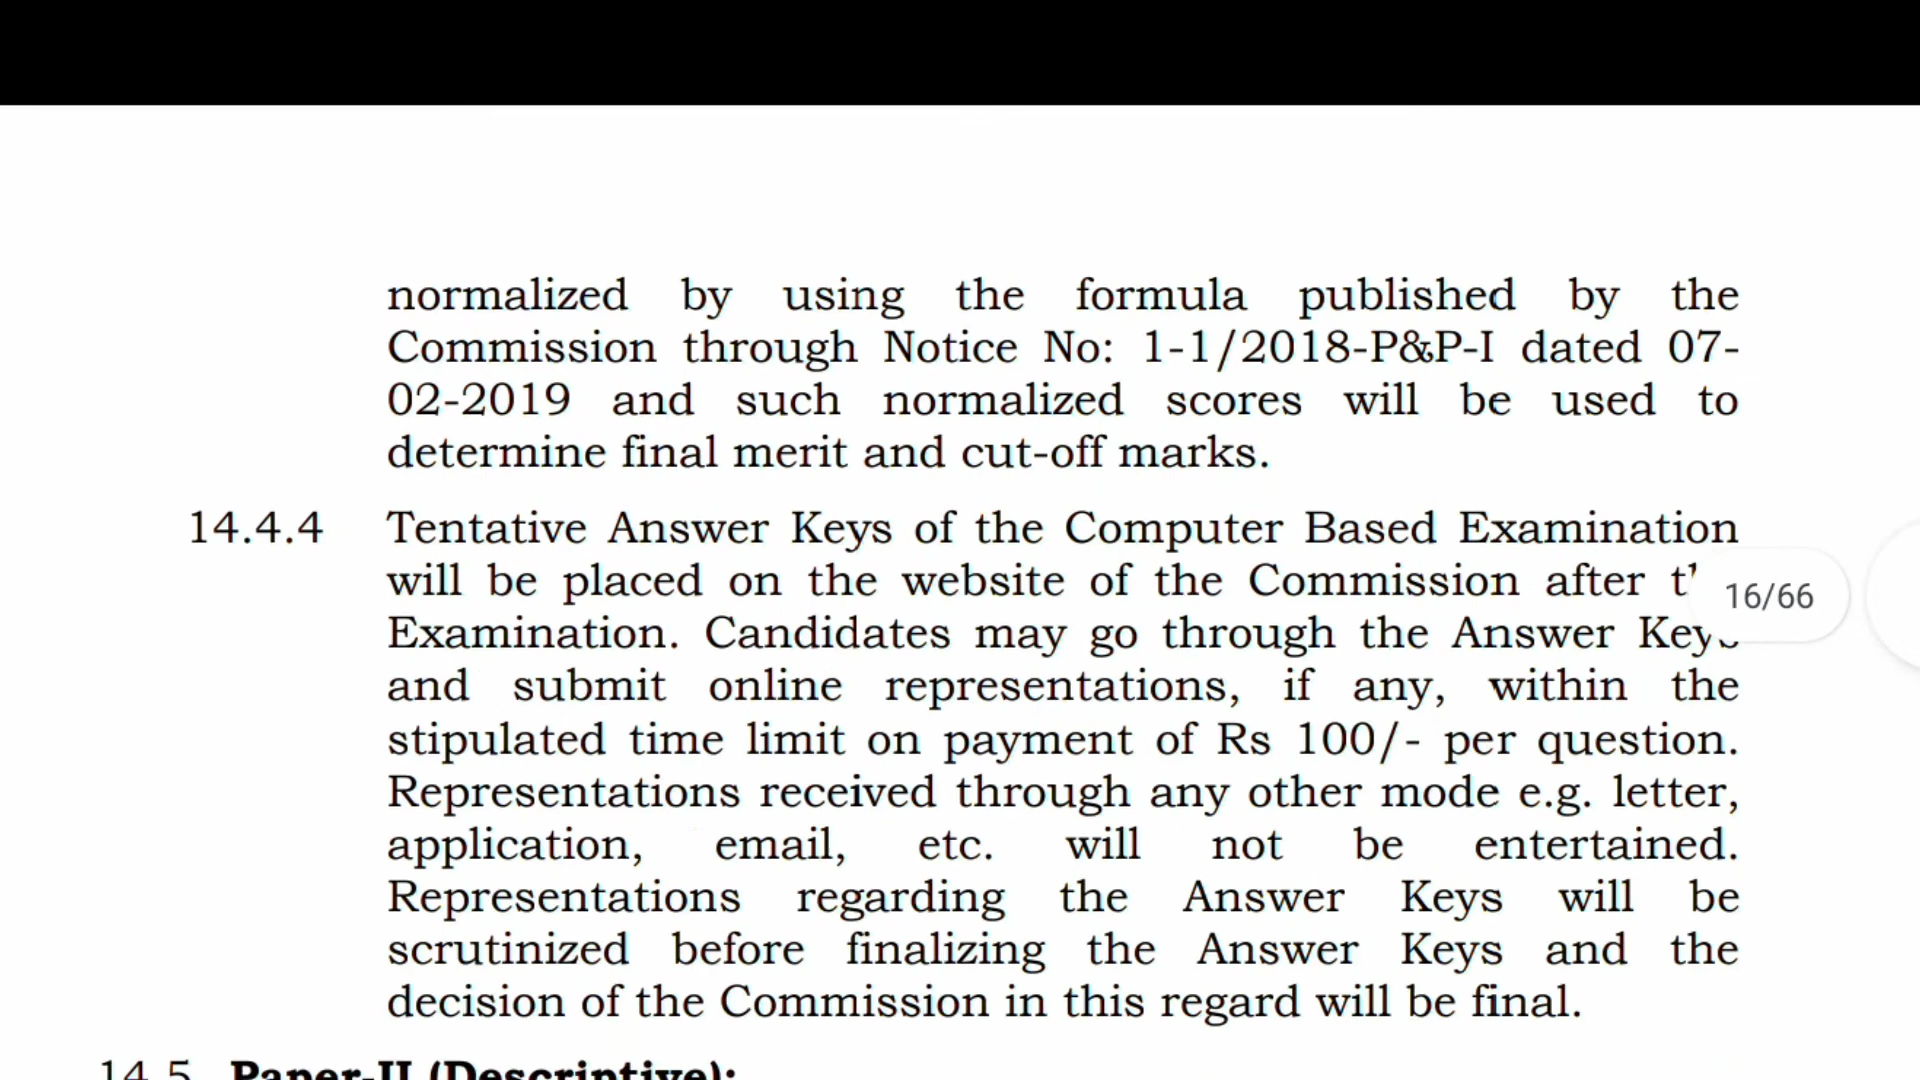 normalized by using the formula published by the
Commission through Notice No: 1-1/2018-P&P-I dated 07-
02-2019 and such normalized scores will be used to
determine final merit and cut-off marks.
14.4.4 Tentative Answer Keys of the Computer Based Examination
will be placed on the website of the Commission after
16/66
Examination. Candidates may go through the Answer Keys
and submit online representations, if any, within the
stipulated time limit on payment of Rs 100/- per question.
Representations received through any other mode e.g. letter,
application, email, etc. will not be entertained.
Representations regarding the Answer Keys will be
scrutinized before finalizing the Answer Keys and the
decision of the Commission in this regard will be final.
14.5 Paper-II (Descriptive):